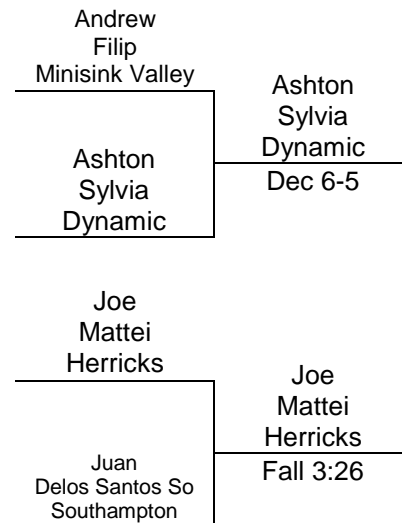 Andrew
Filip
Minisink Valley
Ashton
Sylvia
Dynamic
Ashton
Sylvia
Dynamic
Dec 6-5
Joe
Mattei
Herricks
Juan
Delos Santos So
Southampton
Joe
Mattei
Herricks
Fall 3:26